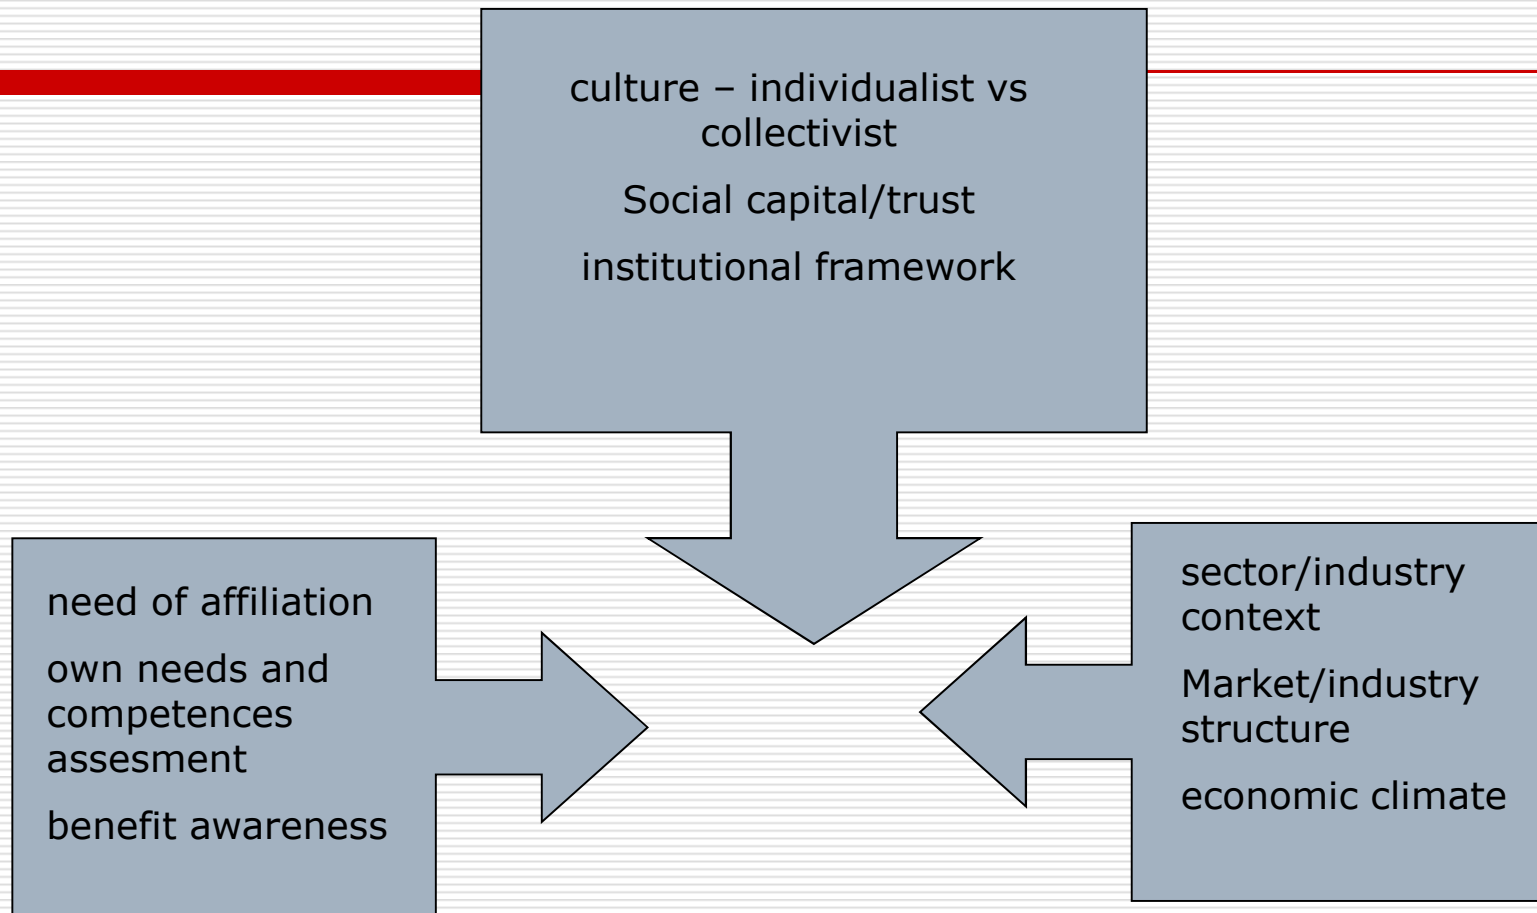 culture – individualist vs
collectivist
Social capital/trust
institutional framework
need of affiliation
own needs and
competences
assesment
benefit awareness
sector/industry
context
Market/industry
structure
economic climate